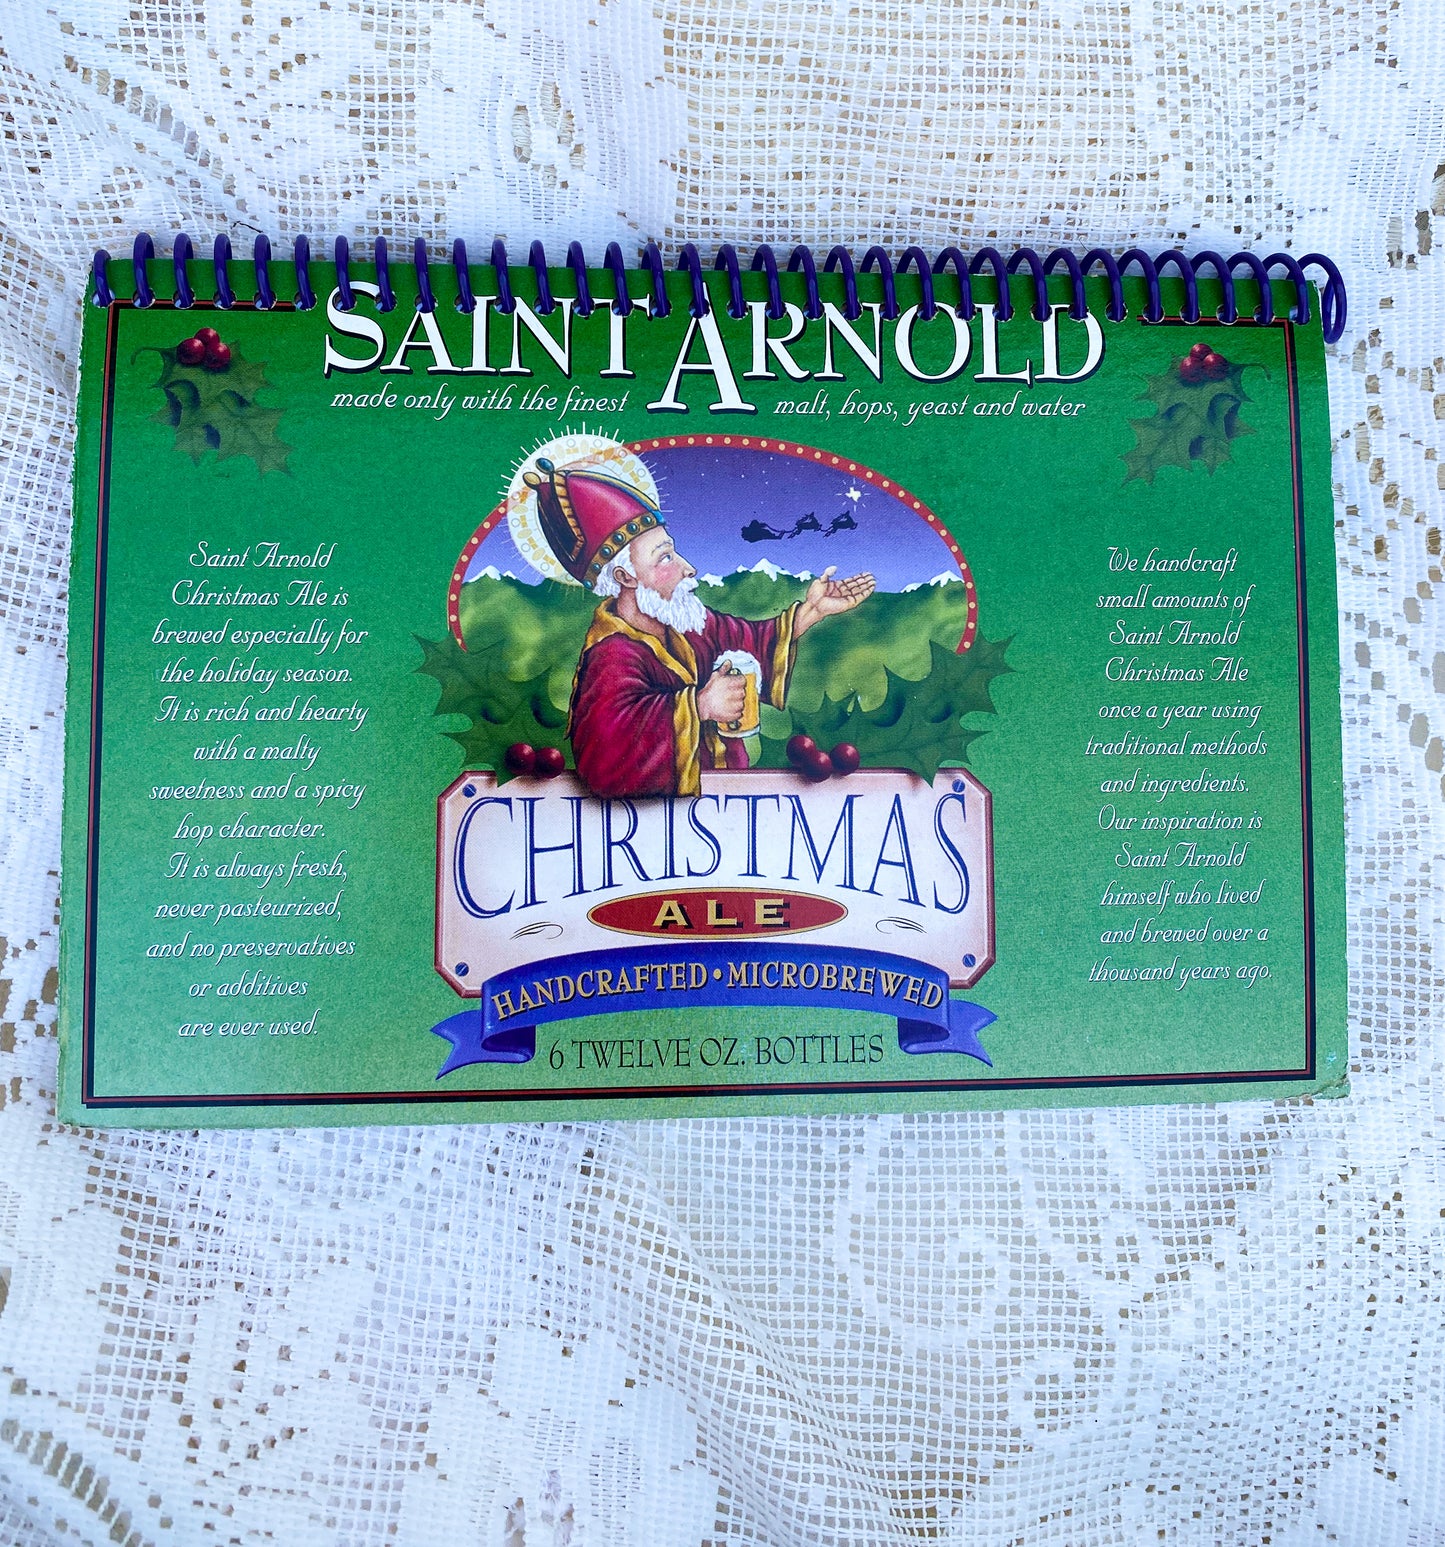 SAINT ARNOLD
made only with the finest malt, hops, yeast and water
Saint Arnold
Christmas Ale is
brewed especially for
the holiday season.
It is rich and hearty
with a malty
sweetness and a spicy
hop character.
It is always fresh,
never pasteurized,
and no preservatives
or additives
are ever used.
CHRISTMAS
ALE
HANDCRAFTED • MICROBREWED
6 TWELVE OZ. BOTTLES
We handcraft
small amounts of
Saint Arnold
Christmas Ale
once a year using
traditional methods
and ingredients.
Our inspiration is
Saint Arnold
himself who lived
and brewed over a
thousand years ago.